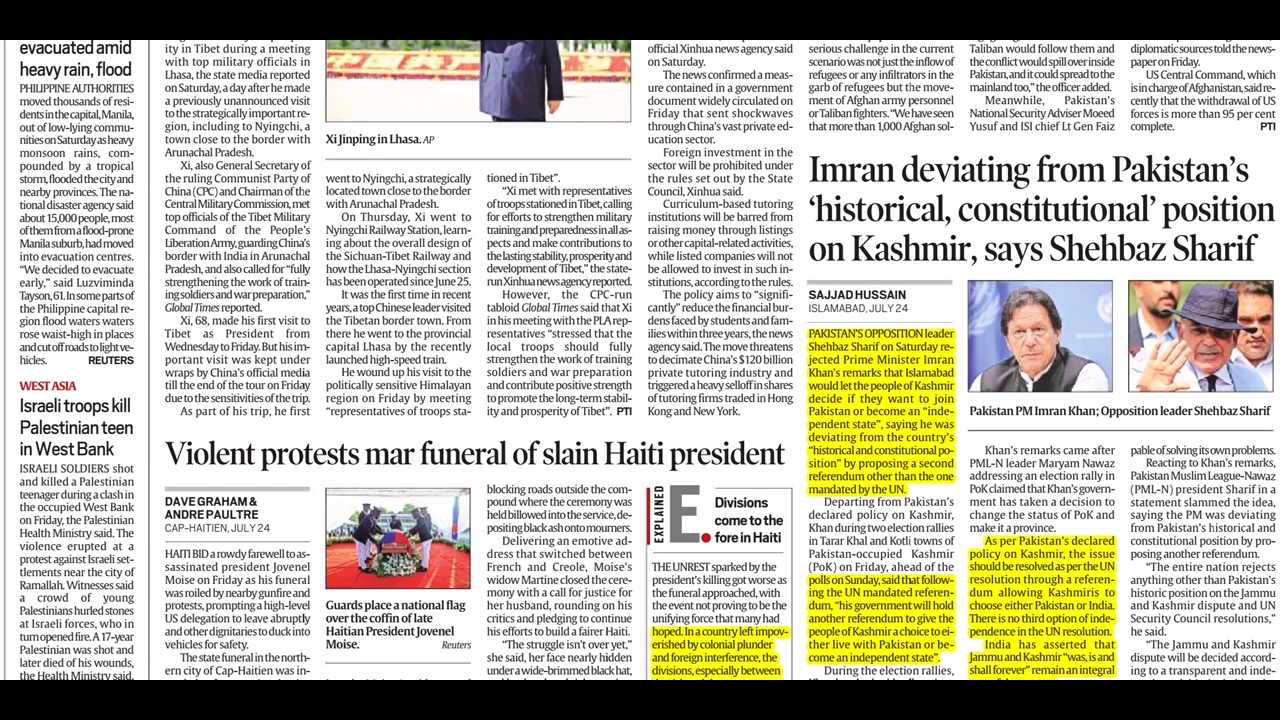 evacuated amid
heavy rain, flood
PHILIPPINE AUTHORITIES
moved thousands of resi-
dents in the capital, Manila,
out of low-lying commu-
nities on Saturday as heavy
monsoon rains, com-
pounded by a tropical
storm, flooded the city and
nearby provinces. The na-
tional disaster agency said
about 15,000 people, most
of them from a flood-prone
Manila suburb, had moved
into evacuation centres.
“We decided to evacuate
early,” said Luzviminda
Tayson, 61. In some parts of
the Philippine capital re-
gion flood waters waters
rose waist-high in places
and cut off roads to light ve-
hicles. REUTERS
WEST ASIA
Israeli troops kill
Palestinian teen
in West Bank
ISRAELI SOLDIERS shot
and killed a Palestinian
teenager during a clash in
the occupied West Bank
on Friday, the Palestinian
Health Ministry said. The
violence erupted at a
protest against Israeli set-
tlements near the city of
Ramallah. Witnesses said
a crowd of young
Palestinians hurled stones
at Israeli forces, who in
turn opened fire. A 17-year
Palestinian was shot and
later died of his wounds,
the Health Ministry said,
ity in Tibet during a meeting
with top military officials in
Lhasa, the state media reported
on Saturday, a day after he made
a previously unannounced visit
to the strategically important re-
gion, including to Nyingchi, a
town close to the border with
Arunachal Pradesh.
Xi, also General Secretary of
the ruling Communist Party of
China (CPC) and Chairman of the
Central Military Commission, met
top officials of the Tibet Military
Command of the People’s
Liberation Army, guarding China’s
border with India in Arunachal
Pradesh, and also called for “fully
strengthening the work of train-
ing soldiers and war preparation,”
Global Times reported.
Xi, 68, made his first visit to
Tibet as President from
Wednesday to Friday. But his im-
portant visit was kept under
wraps by China’s official media
till the end of the tour on Friday
due to the sensitivities of the trip.
As part of his trip, he first
Xi Jinping in Lhasa. AP
went to Nyingchi, a strategically
located town close to the border
with Arunachal Pradesh.
On Thursday, Xi went to
Nyingchi Railway Station, learn-
ing about the overall design of
the Sichuan-Tibet Railway and
how the Lhasa-Nyingchi section
has been operated since June 25.
It was the first time in recent
years, a top Chinese leader visited
the Tibetan border town. From
there he went to the provincial
capital Lhasa by the recently
launched high-speed train.
He wound up his visit to the
politically sensitive Himalayan
region on Friday by meeting
“representatives of troops sta-
tioned in Tibet”.
“Xi met with representatives
of troops stationed in Tibet, calling
for efforts to strengthen military
training and preparedness in all as-
pects and make contributions to
the lasting stability, prosperity and
development of Tibet,” the state-
run Xinhua news agency reported.
However, the CPC-run
tabloid Global Times said that Xi
in his meeting with the PLA rep-
resentatives “stressed that the
local troops should fully
strengthen the work of training
soldiers and war preparation
and contribute positive strength
to promote the long-term stabil-
ity and prosperity of Tibet”. PTI
official Xinhua news agency said
on Saturday.
The news confirmed a meas-
ure contained in a government
document widely circulated on
Friday that sent shockwaves
through China’s vast private ed-
ucation sector.
Foreign investment in the
sector will be prohibited under
the rules set out by the State
Council, Xinhua said.
Curriculum-based tutoring
institutions will be barred from
raising money through listings
or other capital-related activities,
while listed companies will not
be allowed to invest in such in-
stitutions, according to the rules.
The policy aims to “signifi-
cantly” reduce the financial bur-
dens faced by students and fam-
ilies within three years, the news
agency said. The move threatens
to decimate China’s $120 billion
private tutoring industry and
triggered a heavy selloff in shares
of tutoring firms traded in Hong
Kong and New York.
Violent protests mar funeral of slain Haiti president
DAVE GRAHAM &
ANDRE PAULTRE
CAP-HAITIEN, JULY 24
HAITI BID a rowdy farewell to as-
sassinated president Jovenel
Moise on Friday as his funeral
was roiled by nearby gunfire and
protests, prompting a high-level
US delegation to leave abruptly
and other dignitaries to duck into
vehicles for safety.
The state funeral in the north-
ern city of Cap-Haitien was in-
Guards place a national flag
over the coffin of late
Haitian President Jovenel
Moise. Reuters
blocking roads outside the com-
pound where the ceremony was
held billowed into the service, de-
positing black ash onto mourners.
Delivering an emotive ad-
dress that switched between
French and Creole, Moise’s
widow Martine closed the cere-
mony with a call for justice for
her husband, rounding on his
critics and pledging to continue
his efforts to build a fairer Haiti.
“The struggle isn’t over yet,”
she said, her face nearly hidden
under a wide-brimmed black hat,
EXPLAINED
E.
Divisions
come to the
fore in Haiti
THE UNREST sparked by the
president’s killing got worse as
the funeral approached, with
the event not proving to be the
unifying force that many had
hoped. In a country left impov-
erished by colonial plunder
and foreign interference, the
divisions, especially between
serious challenge in the current
scenario was not just the inflow of
refugees or any infiltrators in the
garb of refugees but the move-
ment of Afghan army personnel
or Taliban fighters. “We have seen
that more than 1,000 Afghan sol-
Taliban would follow them and
the conflict would spill over inside
Pakistan, and it could spread to the
mainland too,” the officer added.
Meanwhile, Pakistan’s
National Security Adviser Moeed
Yusuf and ISI chief Lt Gen Faiz
diplomatic sources told the news-
paper on Friday.
US Central Command, which
is in charge of Afghanistan, said re-
cently that the withdrawal of US
forces is more than 95 per cent
complete. PTI
Imran deviating from Pakistan’s
‘historical, constitutional’ position
on Kashmir, says Shehbaz Sharif
SAJJAD HUSSAIN
ISLAMABAD, JULY 24
PAKISTAN’S OPPOSITION leader
Shehbaz Sharif on Saturday re-
jected Prime Minister Imran
Khan’s remarks that Islamabad
would let the people of Kashmir
decide if they want to join
Pakistan or become an “inde-
pendent state”, saying he was
deviating from the country’s
“historical and constitutional po-
sition” by proposing a second
referendum other than the one
mandated by the UN.
Departing from Pakistan’s
declared policy on Kashmir,
Khan during two election rallies
in Tarar Khal and Kotli towns of
Pakistan-occupied Kashmir
(PoK) on Friday, ahead of the
polls on Sunday, said that follow-
ing the UN mandated referen-
dum, “his government will hold
another referendum to give the
people of Kashmir a choice to ei-
ther live with Pakistan or be-
come an independent state”.
During the election rallies,
Pakistan PM Imran Khan; Opposition leader Shehbaz Sharif
Khan’s remarks came after
PML-N leader Maryam Nawaz
addressing an election rally in
PoK claimed that Khan’s govern-
ment has taken a decision to
change the status of PoK and
make it a province.
As per Pakistan’s declared
policy on Kashmir, the issue
should be resolved as per the UN
resolution through a referen-
dum allowing Kashmiris to
choose either Pakistan or India.
There is no third option of inde-
pendence in the UN resolution.
India has asserted that
Jammu and Kashmir “was, is and
shall forever” remain an integral
pable of solving its own problems.
Reacting to Khan’s remarks,
Pakistan Muslim League-Nawaz
(PML-N) president Sharif in a
statement slammed the idea,
saying the PM was deviating
from Pakistan’s historical and
constitutional position by pro-
posing another referendum.
“The entire nation rejects
anything other than Pakistan’s
historic position on the Jammu
and Kashmir dispute and UN
Security Council resolutions,”
he said.
“The Jammu and Kashmir
dispute will be decided accord-
ing to a transparent and inde-